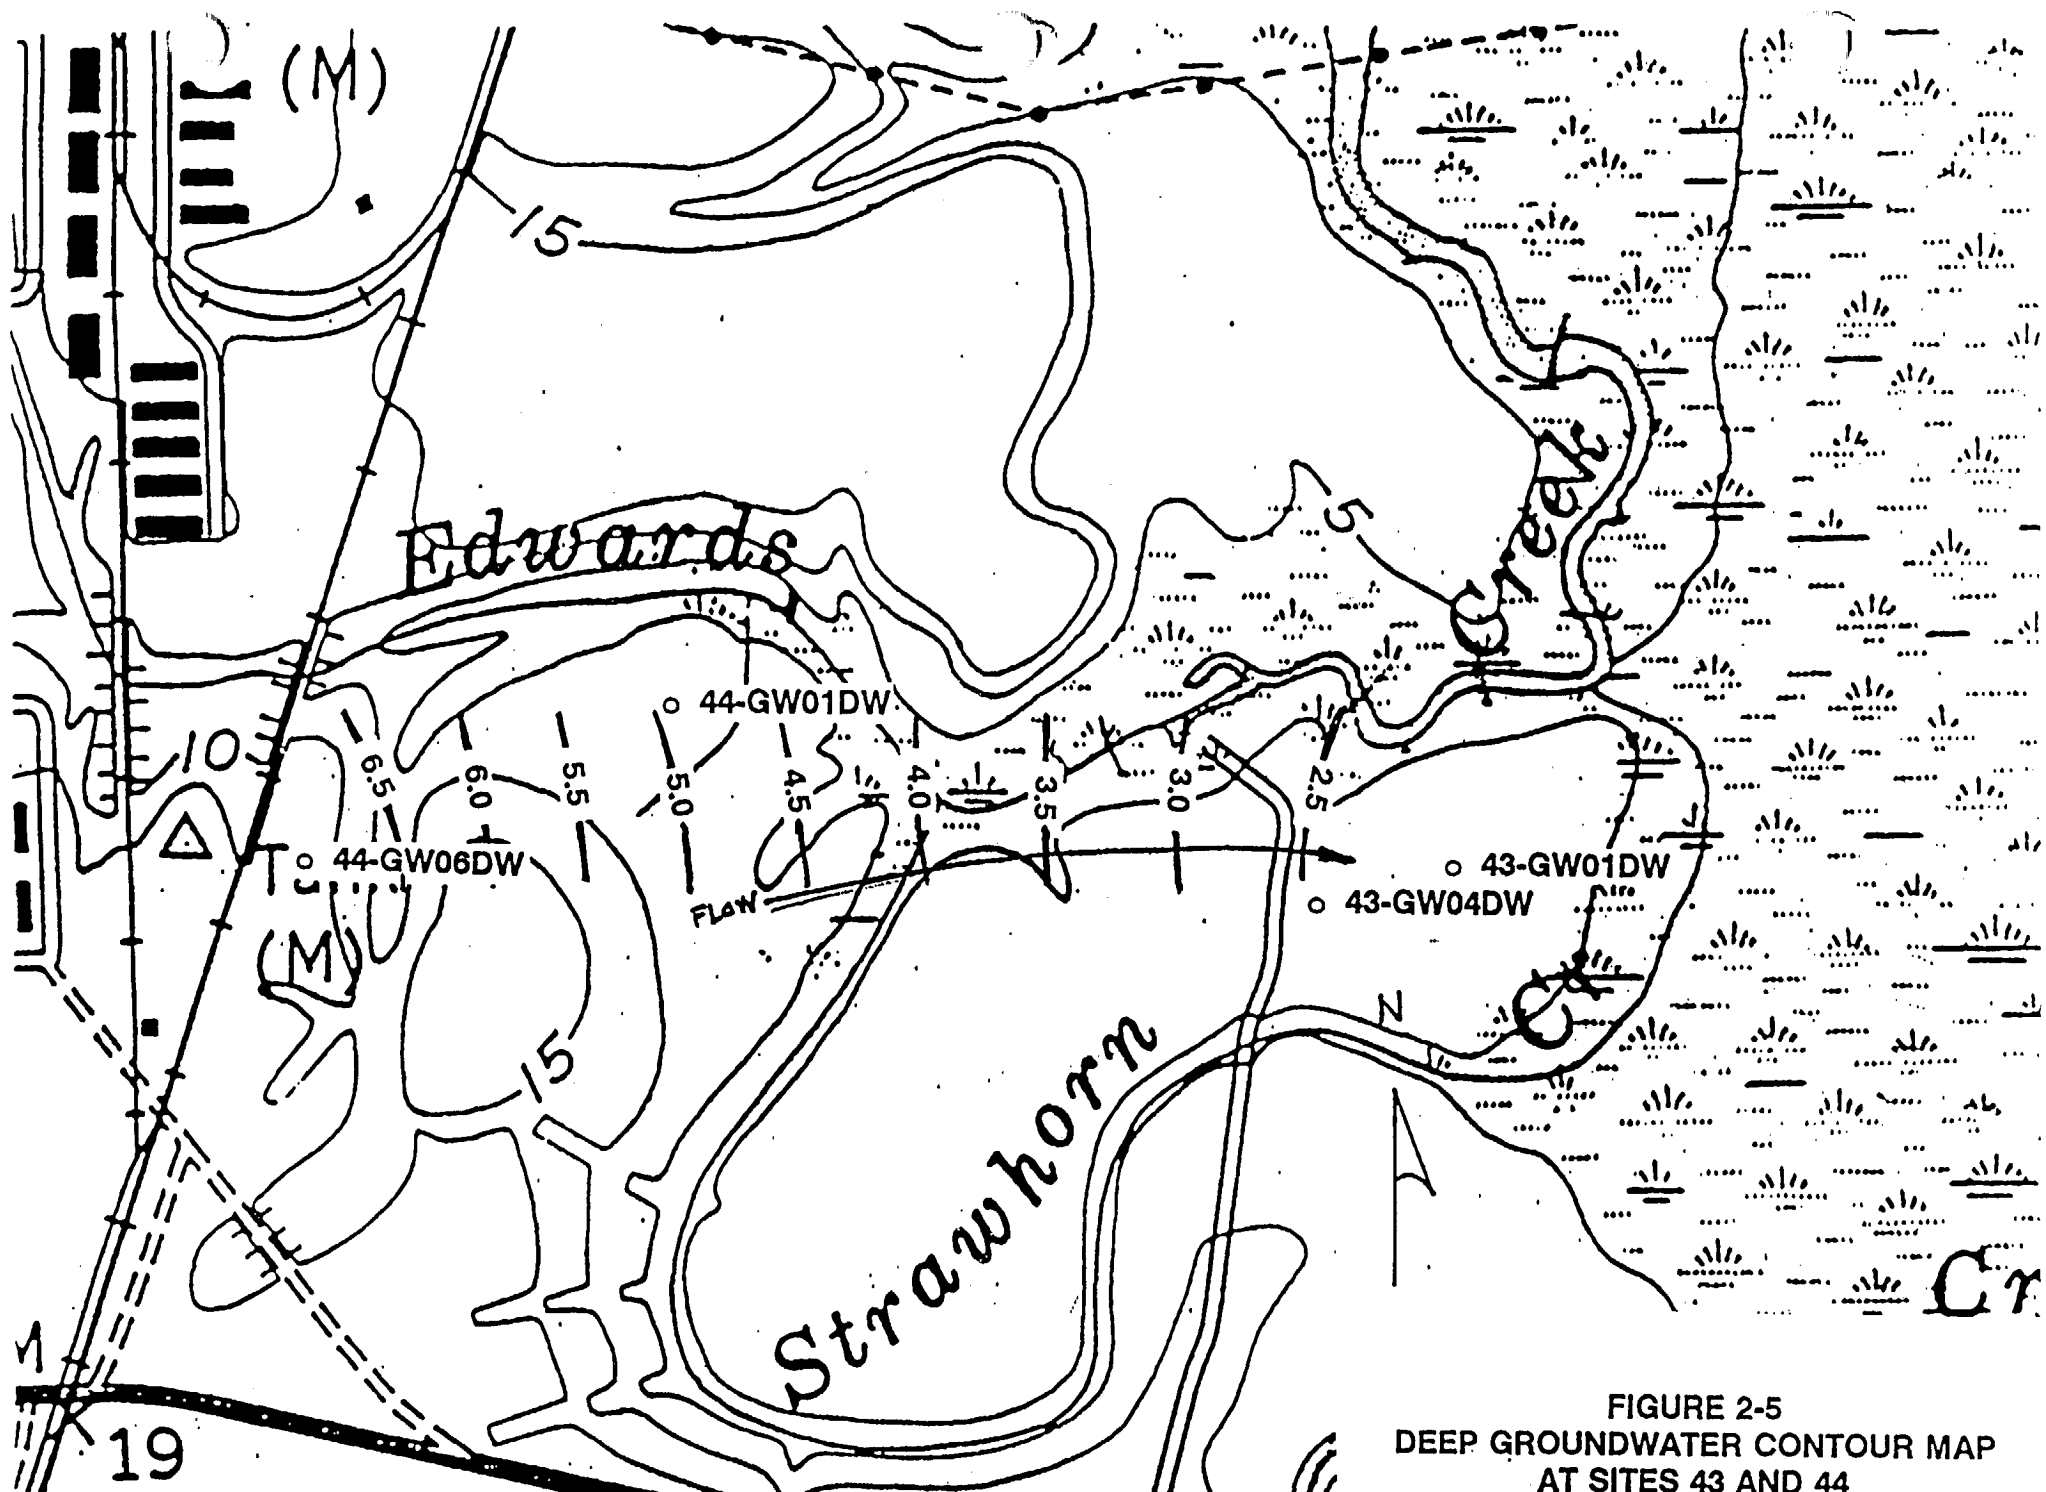 (M)
15
Edwards
Creek
5
10
44-GW01DW
6.5
6.0
5.5
5.0
4.5
4.0
3.5
3.0
2.5
44-GW06DW
43-GW01DW
43-GW04DW
FLOW
(M)
N
15
Strawhorn
Cr
19
FIGURE 2-5
DEEP GROUNDWATER CONTOUR MAP
AT SITES 43 AND 44